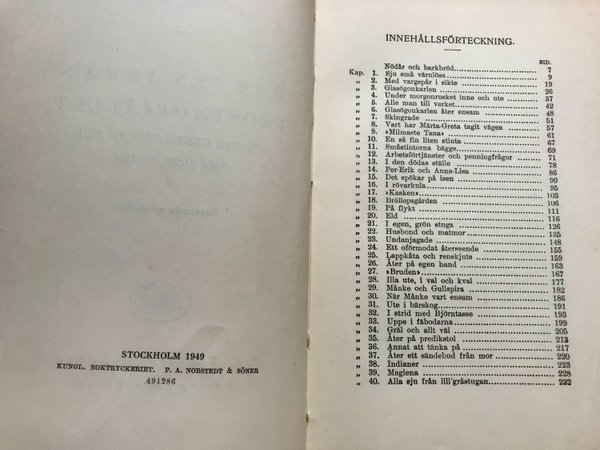 STOCKHOLM 1949
KUNGL. BOKTRYCKERIET. P. A. NORSTEDT & SÖNER
491286
INNEHÅLLSFÖRTECKNING.
SID.
Nödår och barkbröd 7
Kap. 1. Sju små värnlösa 9
„ 2. Med vargspår i sikte 19
„ 3. Glasögonkarlen 26
„ 4. Under morgonrusket inne och ute 37
„ 5. Alle man till verket 42
„ 6. Glasögonkarlen åter ensam 48
„ 7. Skingrade 51
„ 8. Vart har Märta-Greta tagit vägen 57
„ 9. »Milmaste Tana» 61
„ 10. En så fin liten stinta 67
„ 11. Småstintorna bägge 69
„ 12. Arbetsförtjänster och penningfrågor 71
„ 13. I den dödas ställe 78
„ 14. Per-Erik och Anna-Lisa 86
„ 15. Det spökar på isen 90
„ 16. I rövarkula 95
„ 17. »Kasken» 103
„ 18. Bröllopsgården 106
„ 19. På flykt 111
„ 20. Eld 116
„ 21. I egen, grön stuga 126
„ 22. Husbond och matmor 135
„ 23. Undanjagade 148
„ 24. Ett oförmodat återseende 155
„ 25. Lappkåta och renskjuts 159
„ 26. Åter på egen hand 163
„ 27. »Bruden» 167
„ 28. Illa ute, i val och kval 177
„ 29. Månke och Gullspira 182
„ 30. När Månke vart ensam 186
„ 31. Ute i bärskog 191
„ 32. I strid med Björntasse 193
„ 33. Uppe i fäbodarna 199
„ 34. Gräl och allt väl 205
„ 35. Åter på predikstol 213
„ 36. Annat att tänka på 217
„ 37. Åter ett sändebud från mor 220
„ 38. Indianer 223
„ 39. Maglena 228
„ 40. Alla sju från lill'gråstugan 232